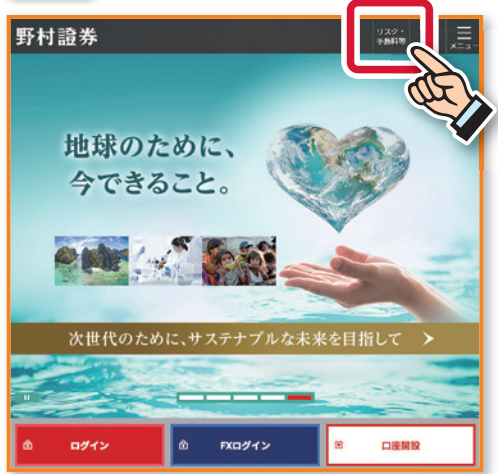 野村證券
リスク・
手数料等
メニュー
地球のために、
今できること。
次世代のために、サステナブルな未来を目指して
ログイン
FXログイン
口座開設